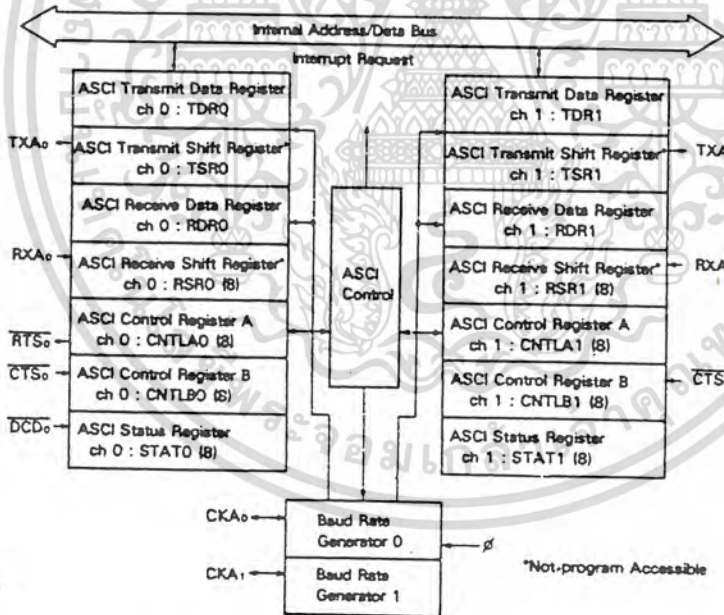 Internal Address/Data Bus
Interrupt Request
ASCI Transmit Data Register
ch 0 : TDR0
ASCI Transmit Shift Register*
ch 0 : TSR0
ASCI Receive Data Register
ch 0 : RDR0
ASCI Receive Shift Register*
ch 0 : RSR0 (8)
ASCI Control Register A
ch 0 : CNTLA0 (8)
ASCI Control Register B
ch 0 : CNTLB0 (8)
ASCI Status Register
ch 0 : STAT0 (8)
TXA₀
RXA₀
RTS₀
CTS₀
DCD₀
ASCI
Control
ASCI Transmit Data Register
ch 1 : TDR1
ASCI Transmit Shift Register*
ch 1 : TSR1
ASCI Receive Data Register
ch 1 : RDR1
ASCI Receive Shift Register*
ch 1 : RSR1 (8)
ASCI Control Register A
ch 1 : CNTLA1 (8)
ASCI Control Register B
ch 1 : CNTLB1 (8)
ASCI Status Register
ch 1 : STAT1 (8)
TXA
RXA
CTS
CKA₀
Baud Rate
Generator 0
ø
CKA₁
Baud Rate
Generator 1
*Not-program Accessible